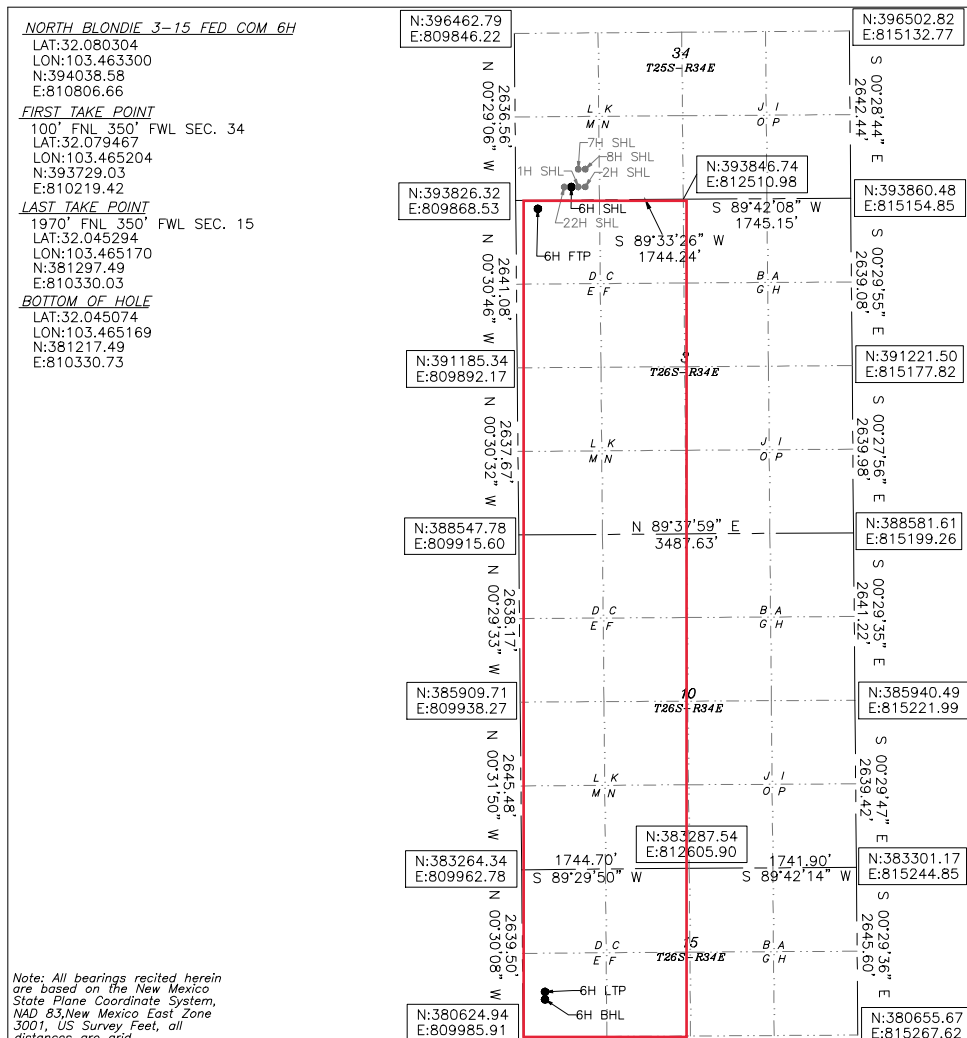 NORTH BLONDIE 3-15 FED COM 6H
LAT:32.080304
LON:103.463300
N:394038.58
E:810806.66
FIRST TAKE POINT
100' FNL 350' FWL SEC. 34
LAT:32.079467
LON:103.465204
N:393729.03
E:810219.42
LAST TAKE POINT
1970' FNL 350' FWL SEC. 15
LAT:32.045294
LON:103.465170
N:381297.49
E:810330.03
BOTTOM OF HOLE
LAT:32.045074
LON:103.465169
N:381217.49
E:810330.73
Note: All bearings recited herein
are based on the New Mexico
State Plane Coordinate System,
NAD 83,New Mexico East Zone
3001, US Survey Feet, all
distances are grid
N:396462.79
E:809846.22
N:396502.82
E:815132.77
34
T25S-R34E
N 00°29'06" W
2636.56'
S 00°28'44" E
2642.44'
L K
M N
J I
O P
7H SHL
8H SHL
1H SHL
2H SHL
6H SHL
22H SHL
N:393846.74
E:812510.98
N:393826.32
E:809868.53
N:393860.48
E:815154.85
S 89°42'08" W
1745.15'
S 89°33'26" W
1744.24'
6H FTP
N 00°30'46" W
2641.08'
S 00°29'55" E
2639.08'
D C
E F
B A
G H
N:391185.34
E:809892.17
3
T26S-R34E
N:391221.50
E:815177.82
N 00°30'32" W
2637.67'
S 00°27'56" E
2639.98'
L K
M N
J I
O P
N:388547.78
E:809915.60
N 89°37'59" E
3487.63'
N:388581.61
E:815199.26
N 00°29'33" W
2638.17'
S 00°29'35" E
2641.22'
D C
E F
B A
G H
N:385909.71
E:809938.27
10
T26S-R34E
N:385940.49
E:815221.99
N 00°31'50" W
2645.48'
S 00°29'47" E
2639.42'
L K
M N
J I
O P
N:383287.54
E:812605.90
N:383264.34
E:809962.78
1744.70'
S 89°29'50" W
1741.90'
S 89°42'14" W
N:383301.17
E:815244.85
N 00°30'08" W
2639.50'
S 00°29'36" E
2645.60'
D C
E F
15
T26S-R34E
B A
G H
6H LTP
6H BHL
N:380624.94
E:809985.91
N:380655.67
E:815267.62